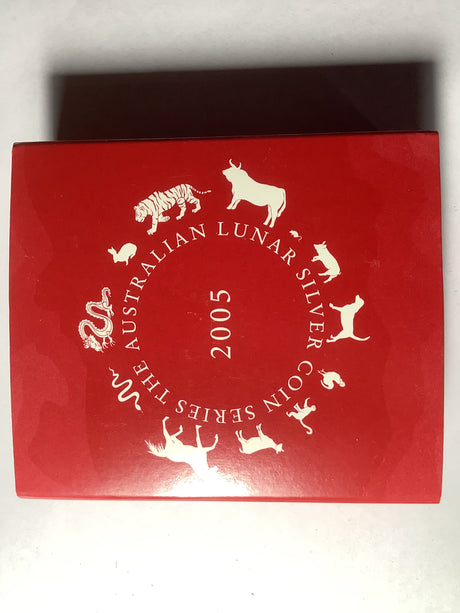 THE AUSTRALIAN LUNAR SILVER COIN SERIES
2005